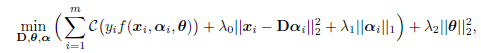 min_{D,θ,α} ( ∑_{i=1}^{m} C(y_i f(x_i, α_i, θ) + λ_0||x_i − Dα_i||_2^2 + λ_1||α_i||_1 ) + λ_2||θ||_2^2,